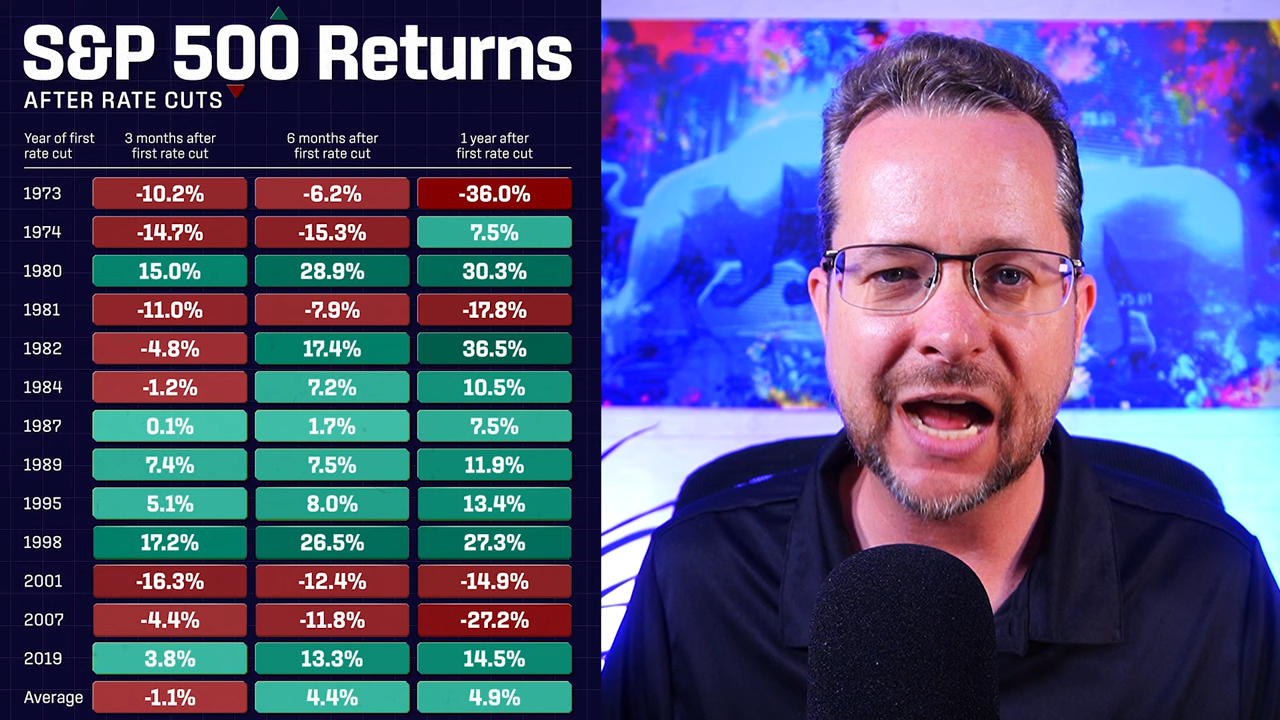 S&P 500 Returns
AFTER RATE CUTS
Year of first rate cut 3 months after first rate cut 6 months after first rate cut 1 year after first rate cut
1973 -10.2% -6.2% -36.0%
1974 -14.7% -15.3% 7.5%
1980 15.0% 28.9% 30.3%
1981 -11.0% -7.9% -17.8%
1982 -4.8% 17.4% 36.5%
1984 -1.2% 7.2% 10.5%
1987 0.1% 1.7% 7.5%
1989 7.4% 7.5% 11.9%
1995 5.1% 8.0% 13.4%
1998 17.2% 26.5% 27.3%
2001 -16.3% -12.4% -14.9%
2007 -4.4% -11.8% -27.2%
2019 3.8% 13.3% 14.5%
Average -1.1% 4.4% 4.9%